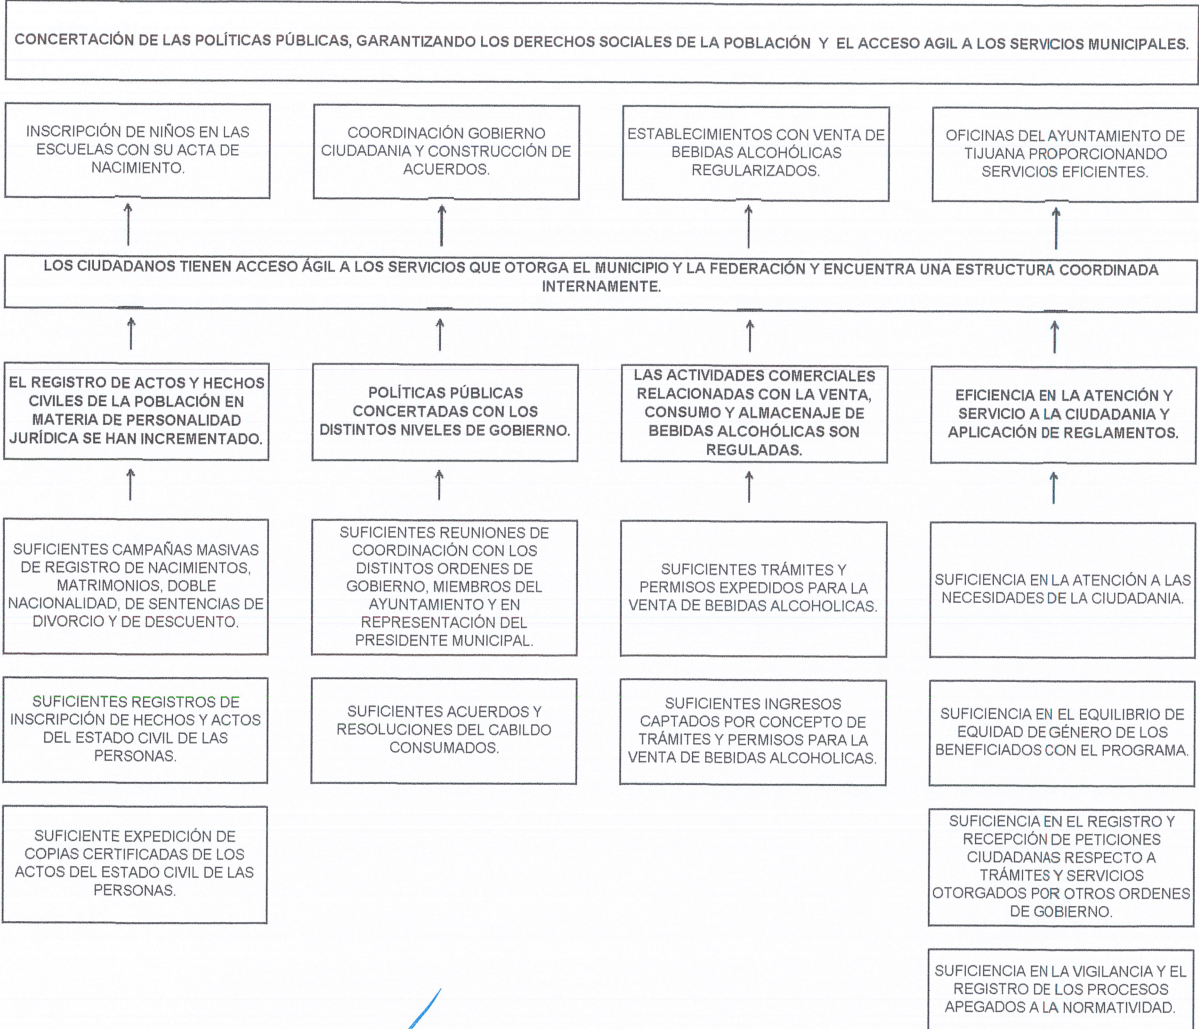 CONCERTACIÓN DE LAS POLÍTICAS PÚBLICAS, GARANTIZANDO LOS DERECHOS SOCIALES DE LA POBLACIÓN Y EL ACCESO AGIL A LOS SERVICIOS MUNICIPALES.
INSCRIPCIÓN DE NIÑOS EN LAS
ESCUELAS CON SU ACTA DE
NACIMIENTO.
COORDINACIÓN GOBIERNO
CIUDADANIA Y CONSTRUCCIÓN DE
ACUERDOS.
ESTABLECIMIENTOS CON VENTA DE
BEBIDAS ALCOHÓLICAS
REGULARIZADOS.
OFICINAS DEL AYUNTAMIENTO DE
TIJUANA PROPORCIONANDO
SERVICIOS EFICIENTES.
LOS CIUDADANOS TIENEN ACCESO ÁGIL A LOS SERVICIOS QUE OTORGA EL MUNICIPIO Y LA FEDERACIÓN Y ENCUENTRA UNA ESTRUCTURA COORDINADA
INTERNAMENTE.
EL REGISTRO DE ACTOS Y HECHOS
CIVILES DE LA POBLACIÓN EN
MATERIA DE PERSONALIDAD
JURÍDICA SE HAN INCREMENTADO.
POLÍTICAS PÚBLICAS
CONCERTADAS CON LOS
DISTINTOS NIVELES DE GOBIERNO.
LAS ACTIVIDADES COMERCIALES
RELACIONADAS CON LA VENTA,
CONSUMO Y ALMACENAJE DE
BEBIDAS ALCOHÓLICAS SON
REGULADAS.
EFICIENCIA EN LA ATENCIÓN Y
SERVICIO A LA CIUDADANIA Y
APLICACIÓN DE REGLAMENTOS.
SUFICIENTES CAMPAÑAS MASIVAS
DE REGISTRO DE NACIMIENTOS,
MATRIMONIOS, DOBLE
NACIONALIDAD, DE SENTENCIAS DE
DIVORCIO Y DE DESCUENTO.
SUFICIENTES REUNIONES DE
COORDINACIÓN CON LOS
DISTINTOS ORDENES DE
GOBIERNO, MIEMBROS DEL
AYUNTAMIENTO Y EN
REPRESENTACIÓN DEL
PRESIDENTE MUNICIPAL.
SUFICIENTES TRÁMITES Y
PERMISOS EXPEDIDOS PARA LA
VENTA DE BEBIDAS ALCOHOLICAS.
SUFICIENCIA EN LA ATENCIÓN A LAS
NECESIDADES DE LA CIUDADANIA.
SUFICIENTES REGISTROS DE
INSCRIPCIÓN DE HECHOS Y ACTOS
DEL ESTADO CIVIL DE LAS
PERSONAS.
SUFICIENTES ACUERDOS Y
RESOLUCIONES DEL CABILDO
CONSUMADOS.
SUFICIENTES INGRESOS
CAPTADOS POR CONCEPTO DE
TRÁMITES Y PERMISOS PARA LA
VENTA DE BEBIDAS ALCOHOLICAS.
SUFICIENCIA EN EL EQUILIBRIO DE
EQUIDAD DE GÉNERO DE LOS
BENEFICIADOS CON EL PROGRAMA.
SUFICIENTE EXPEDICIÓN DE
COPIAS CERTIFICADAS DE LOS
ACTOS DEL ESTADO CIVIL DE LAS
PERSONAS.
SUFICIENCIA EN EL REGISTRO Y
RECEPCIÓN DE PETICIONES
CIUDADANAS RESPECTO A
TRÁMITES Y SERVICIOS
OTORGADOS POR OTROS ORDENES
DE GOBIERNO.
SUFICIENCIA EN LA VIGILANCIA Y EL
REGISTRO DE LOS PROCESOS
APEGADOS A LA NORMATIVIDAD.